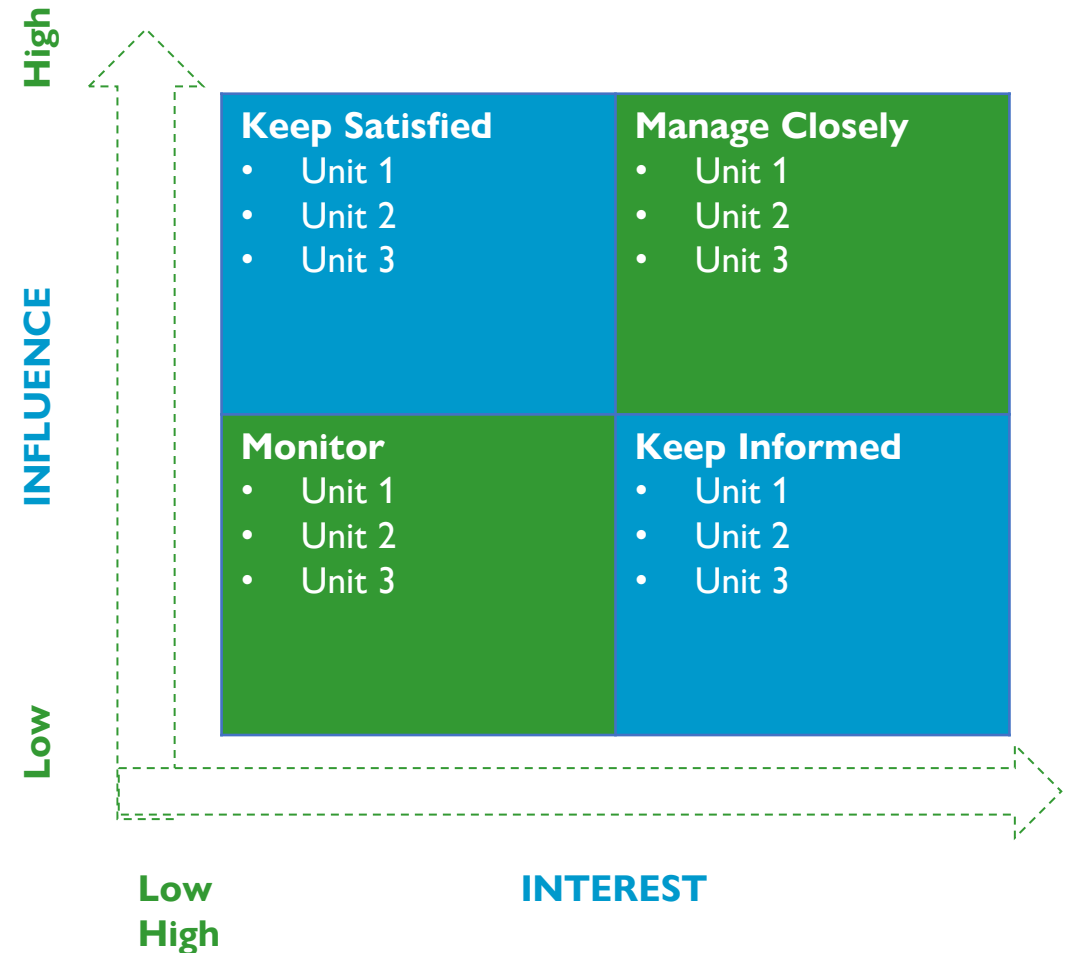 High
Keep Satisfied
• Unit 1
• Unit 2
• Unit 3
Manage Closely
• Unit 1
• Unit 2
• Unit 3
INFLUENCE
Monitor
• Unit 1
• Unit 2
• Unit 3
Keep Informed
• Unit 1
• Unit 2
• Unit 3
Low
Low INTEREST
High